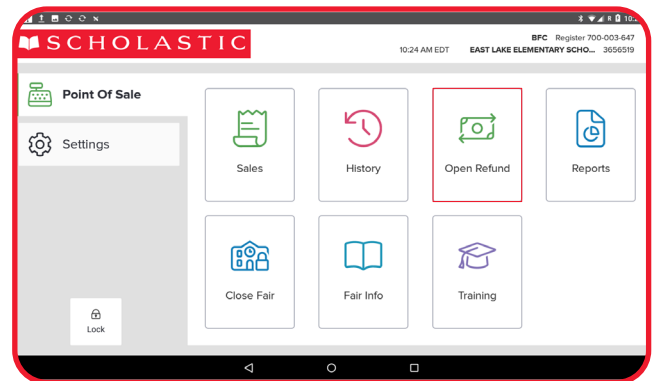 SCHOLASTIC
BFC Register 700-003-647
10:24 AM EDT EAST LAKE ELEMENTARY SCHO... 3656519
Point Of Sale
Settings
Lock
Sales
History
Open Refund
Reports
Close Fair
Fair Info
Training